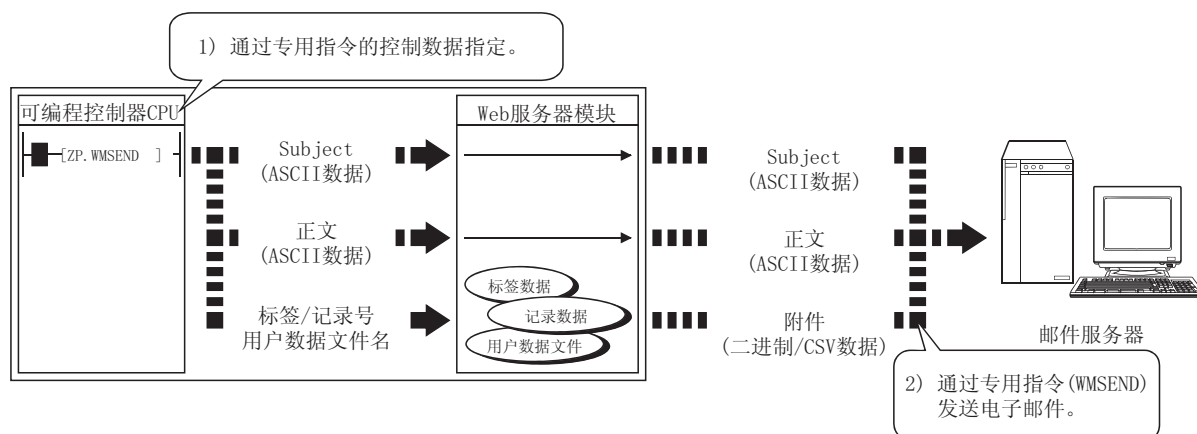 1) 通过专用指令的控制数据指定。
可编程控制器CPU
Web服务器模块
[ZP.WMSEND ]
Subject
(ASCII数据)
Subject
(ASCII数据)
正文
(ASCII数据)
正文
(ASCII数据)
标签/记录号
用户数据文件名
标签数据
记录数据
用户数据文件
附件
(二进制/CSV数据)
邮件服务器
2) 通过专用指令(WMSEND)
发送电子邮件。